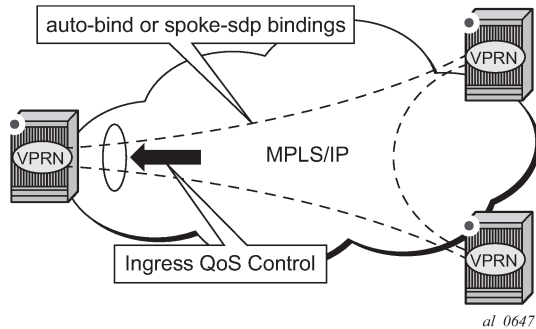 auto-bind or spoke-sdp bindings
VPRN
VPRN
MPLS/IP
Ingress QoS Control
VPRN
al_0647